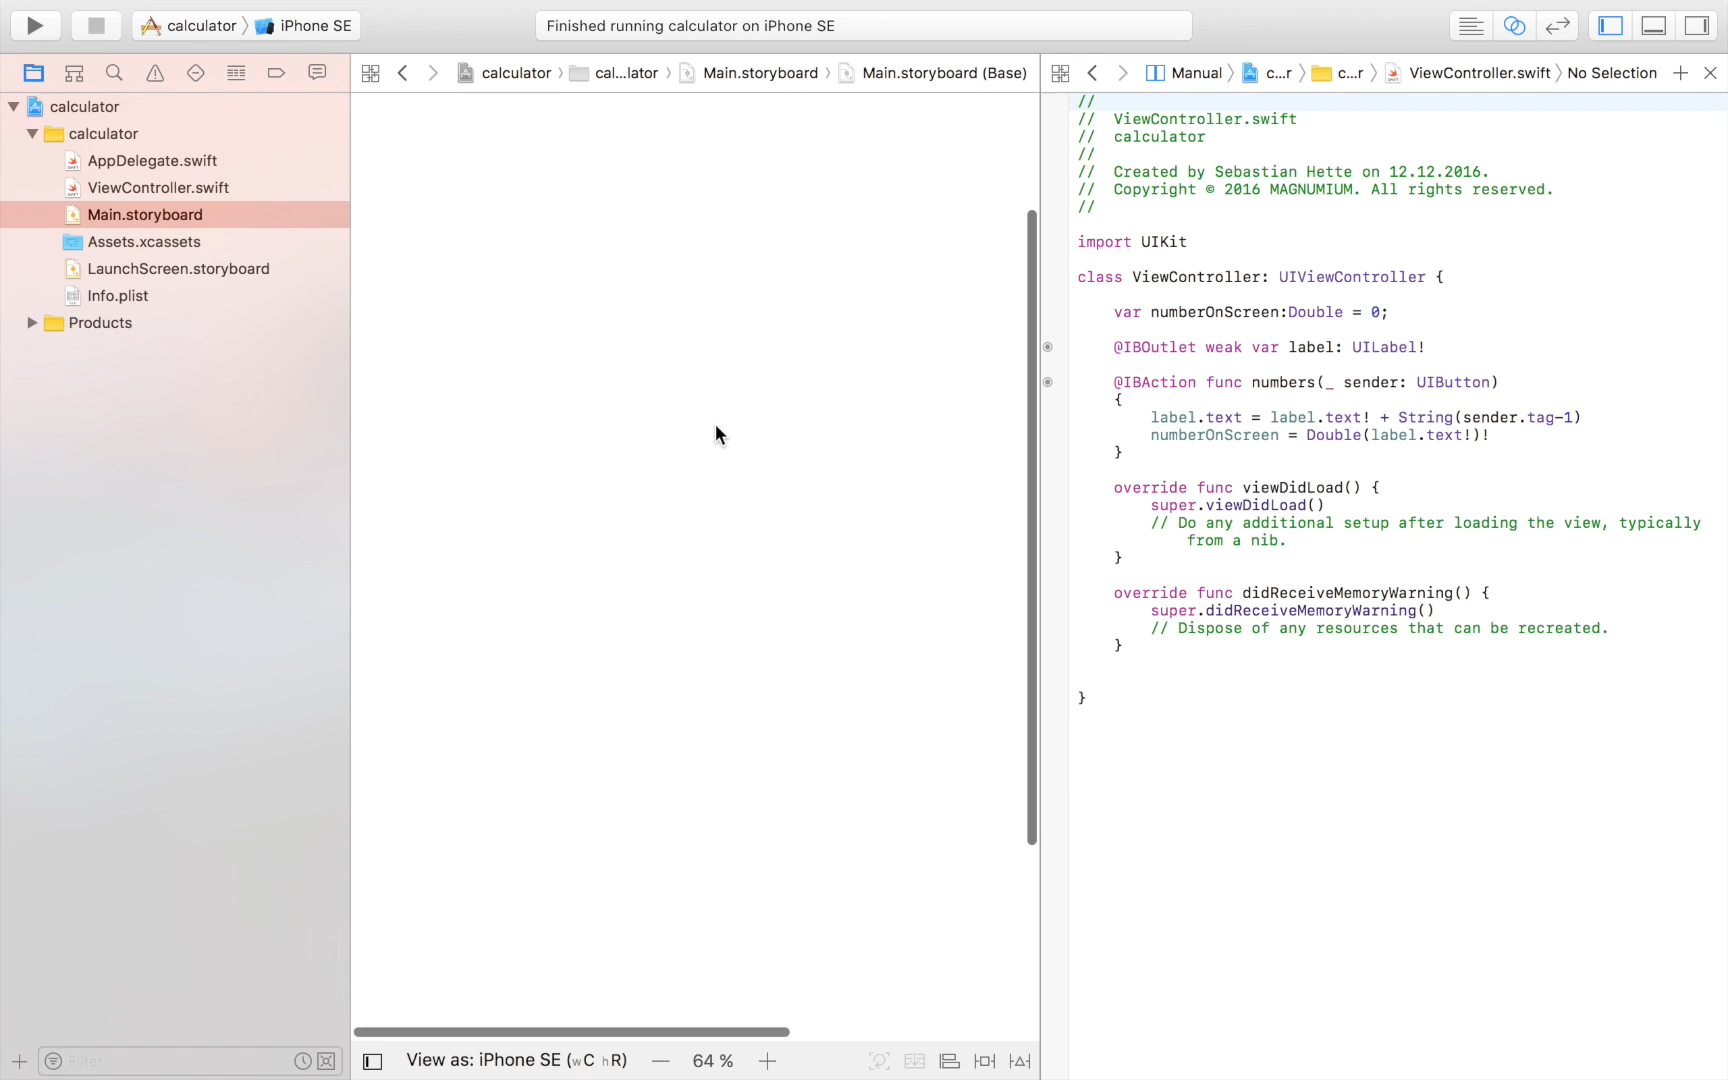 calculator 〉 iPhone SE
Finished running calculator on iPhone SE
calculator 〉 cal...lator 〉 Main.storyboard 〉 Main.storyboard (Base)
Manual 〉 c...r 〉 c...r 〉 ViewController.swift 〉 No Selection
calculator
calculator
AppDelegate.swift
ViewController.swift
Main.storyboard
Assets.xcassets
LaunchScreen.storyboard
Info.plist
Products
Filter
View as: iPhone SE (wC hR) — 64 % +
//
//  ViewController.swift
//  calculator
//
//  Created by Sebastian Hette on 12.12.2016.
//  Copyright © 2016 MAGNUMIUM. All rights reserved.
//
import UIKit
class ViewController: UIViewController {
    var numberOnScreen:Double = 0;
    @IBOutlet weak var label: UILabel!
    @IBAction func numbers(_ sender: UIButton)
    {
        label.text = label.text! + String(sender.tag-1)
        numberOnScreen = Double(label.text!)!
    }
    override func viewDidLoad() {
        super.viewDidLoad()
        // Do any additional setup after loading the view, typically
            from a nib.
    }
    override func didReceiveMemoryWarning() {
        super.didReceiveMemoryWarning()
        // Dispose of any resources that can be recreated.
    }
}